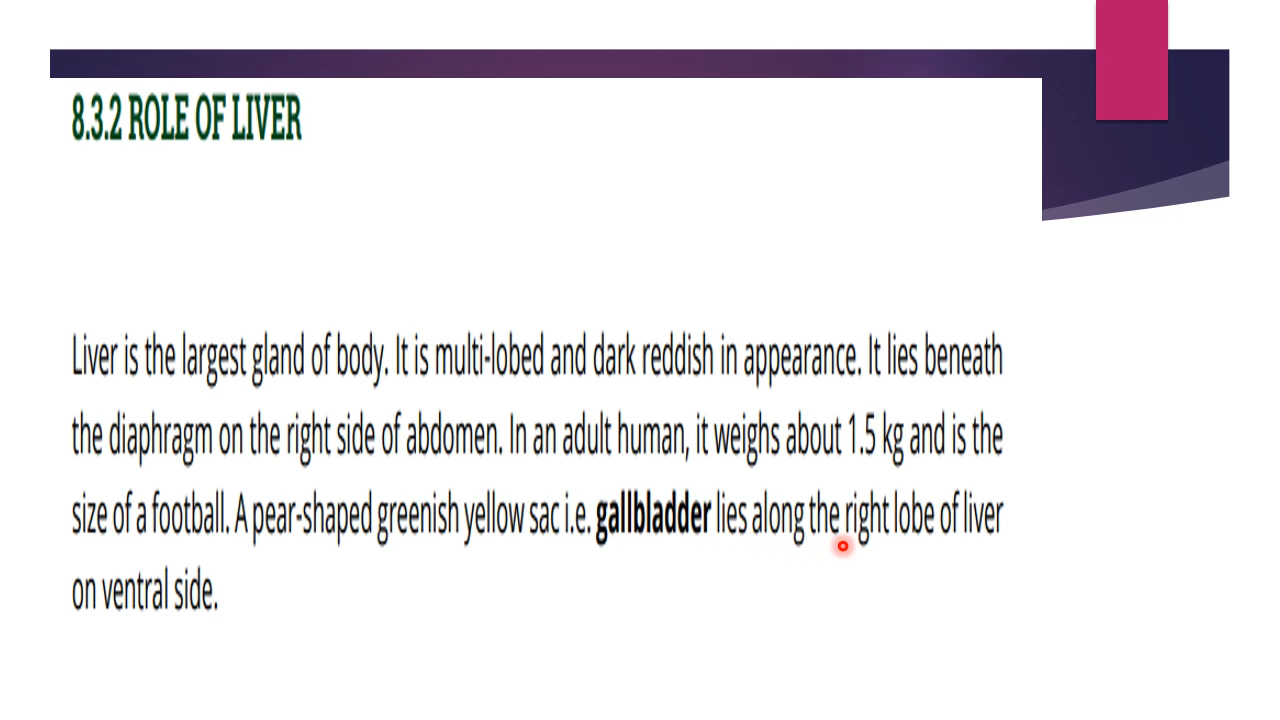 8.3.2 ROLE OF LIVER
Liver is the largest gland of body. It is multi-lobed and dark reddish in appearance. It lies beneath
the diaphragm on the right side of abdomen. In an adult human, it weighs about 1.5 kg and is the
size of a football. A pear-shaped greenish yellow sac i.e. gallbladder lies along the right lobe of liver
on ventral side.